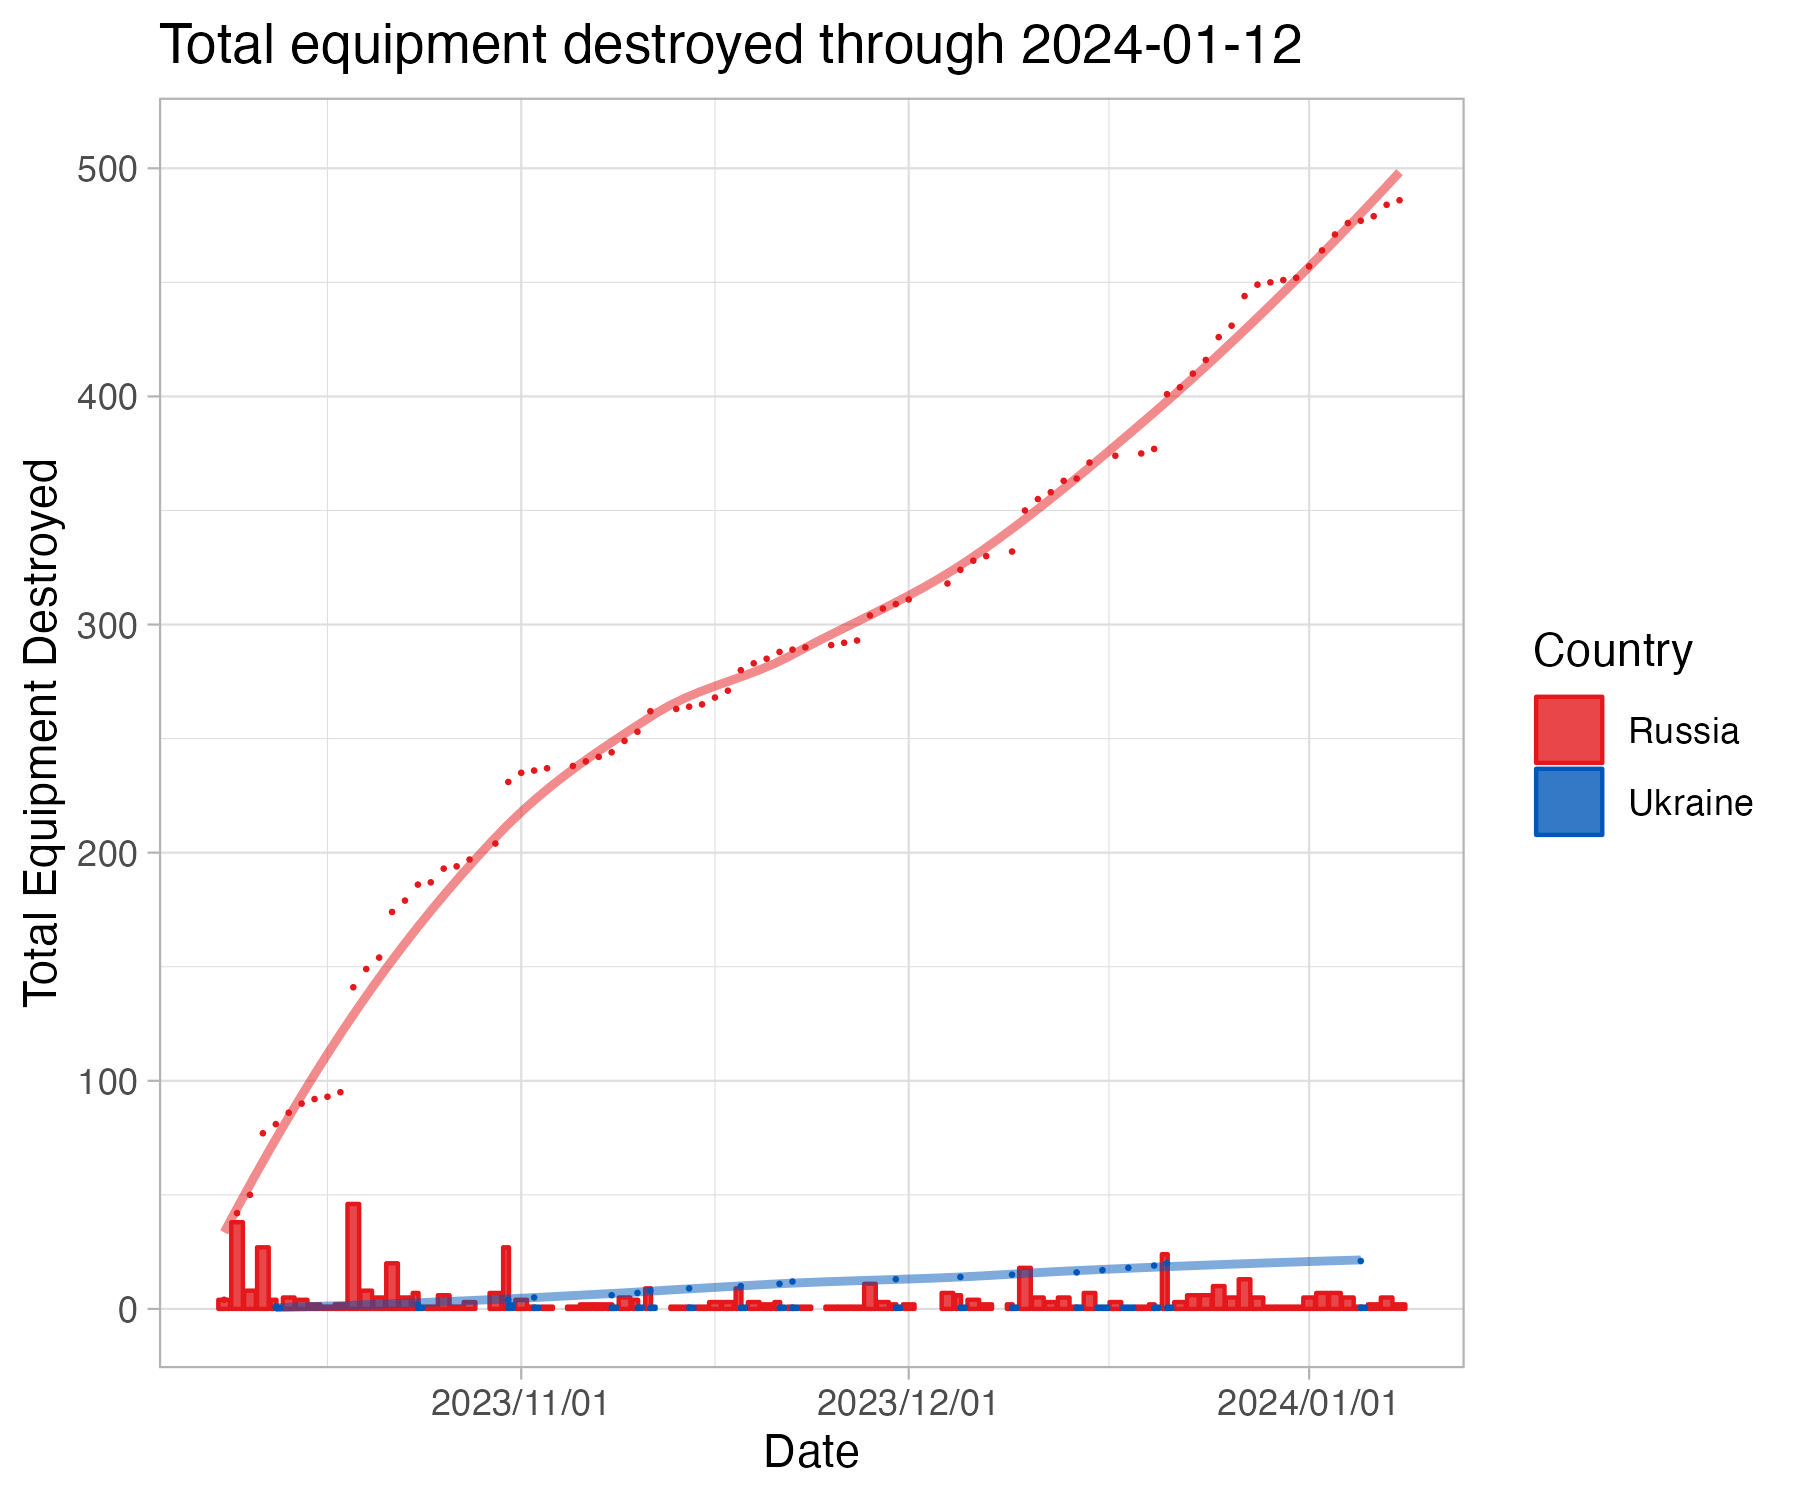 Total equipment destroyed through 2024-01-12
Total Equipment Destroyed
500
400
300
200
100
0
2023/11/01
2023/12/01
2024/01/01
Date
Country
Russia
Ukraine